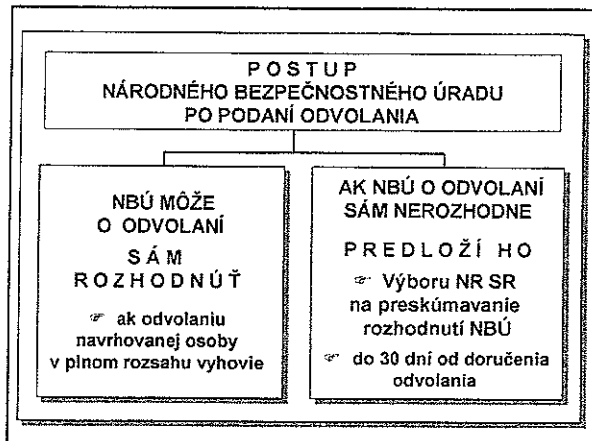 POSTUP
NÁRODNÉHO BEZPEČNOSTNÉHO ÚRADU
PO PODANÍ ODVOLANIA
NBÚ MÔŽE
O ODVOLANÍ
SÁM
ROZHODNÚŤ
☞ ak odvolaniu
navrhovanej osoby
v plnom rozsahu vyhovie
AK NBÚ O ODVOLANÍ
SÁM NEROZHODNE
PREDLOŽÍ HO
☞ Výboru NR SR
na preskúmavanie
rozhodnutí NBÚ
☞ do 30 dní od doručenia
odvolania